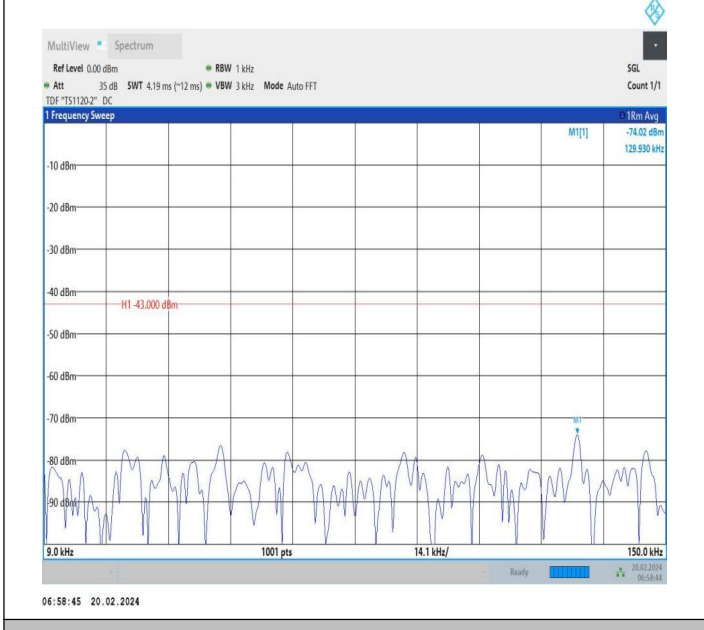 MultiView Spectrum
Ref Level 0.00 dBm RBW 1 kHz SGL
Att 35 dB SWT 4.19 ms (~12 ms) VBW 3 kHz Mode Auto FFT Count 1/1
TDF "TS1120-2" DC
1 Frequency Sweep 1Rm Avg
M1[1] -74.02 dBm
129.930 kHz
-10 dBm
-20 dBm
-30 dBm
-40 dBm
H1 -43.000 dBm
-50 dBm
-60 dBm
-70 dBm
M1
-80 dBm
-90 dBm
9.0 kHz 1001 pts 14.1 kHz/ 150.0 kHz
Ready 20.02.2024
06:58:44
06:58:45 20.02.2024